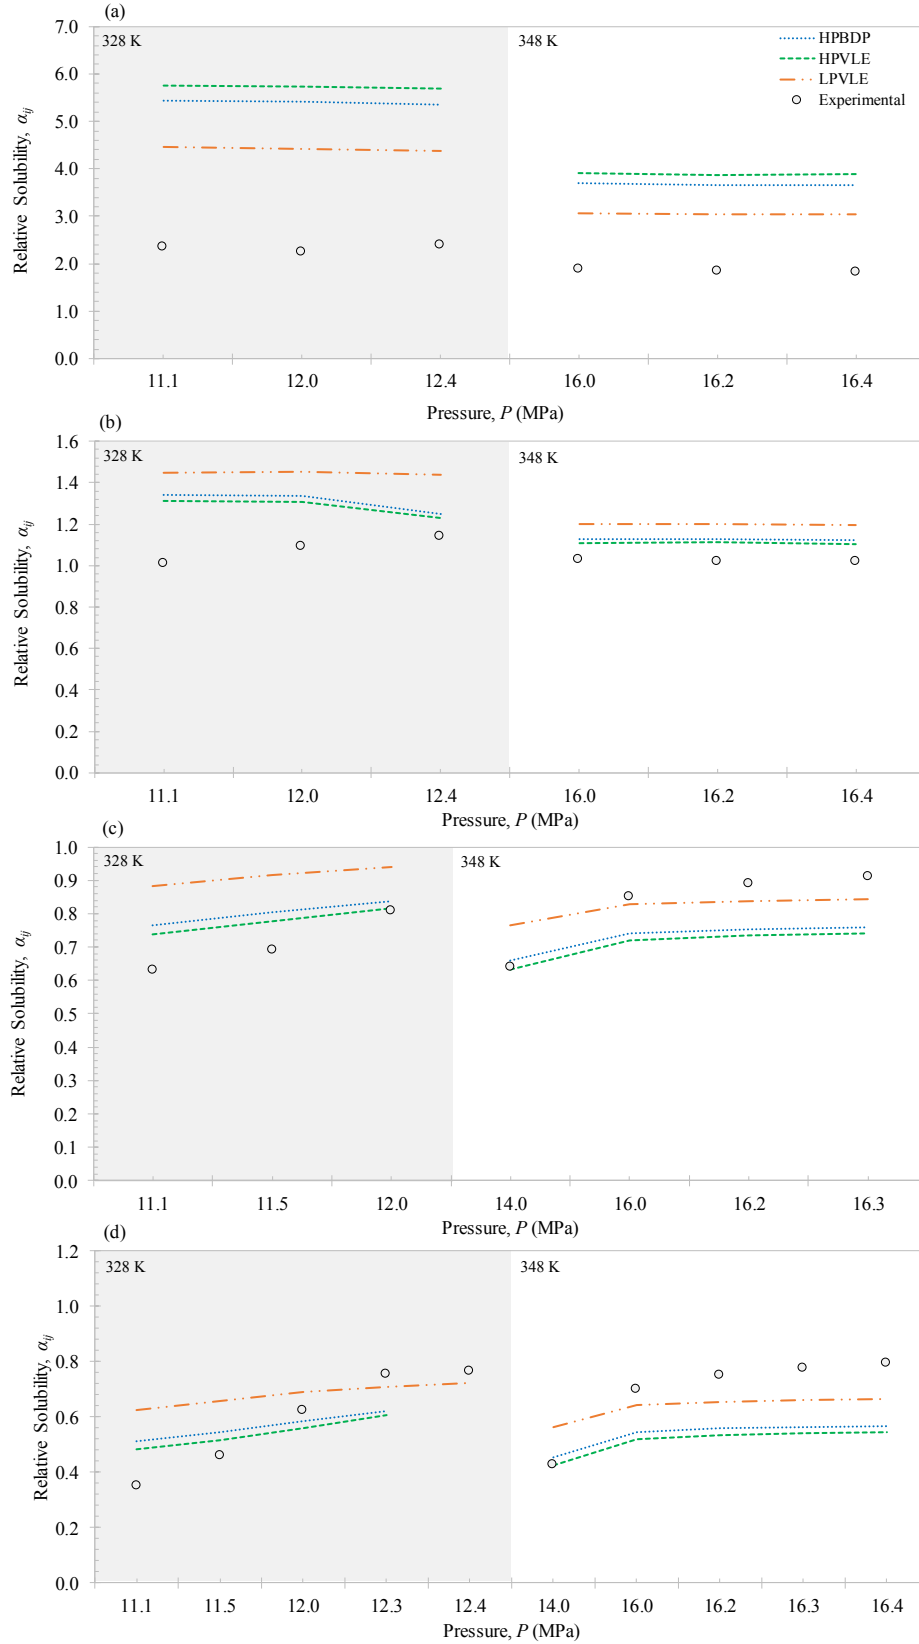 (a)
7.0
328 K
348 K
HPBDP
HPVLE
LPVLE
Experimental
6.0
5.0
4.0
3.0
2.0
1.0
0.0
Relative Solubility, αij
11.1 12.0 12.4 16.0 16.2 16.4
Pressure, P (MPa)
(b)
1.6
328 K
348 K
1.4
1.2
1.0
0.8
0.6
0.4
0.2
0.0
Relative Solubility, αij
11.1 12.0 12.4 16.0 16.2 16.4
Pressure, P (MPa)
(c)
1.0
328 K
348 K
0.9
0.8
0.7
0.6
0.5
0.4
0.3
0.2
0.1
0.0
Relative Solubility, αij
11.1 11.5 12.0 14.0 16.0 16.2 16.3
Pressure, P (MPa)
(d)
1.2
328 K
348 K
1.0
0.8
0.6
0.4
0.2
0.0
Relative Solubility, αij
11.1 11.5 12.0 12.3 12.4 14.0 16.0 16.2 16.3 16.4
Pressure, P (MPa)